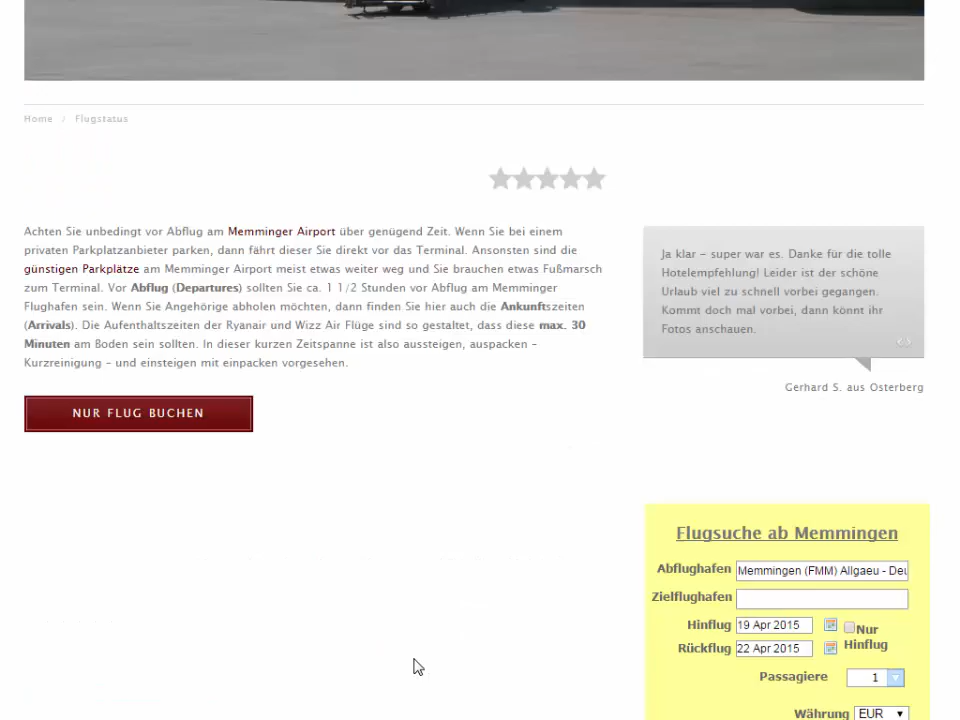 Home / Flugstatus
Achten Sie unbedingt vor Abflug am Memminger Airport über genügend Zeit. Wenn Sie bei einem
privaten Parkplatzanbieter parken, dann fährt dieser Sie direkt vor das Terminal. Ansonsten sind die
günstigen Parkplätze am Memminger Airport meist etwas weiter weg und Sie brauchen etwas Fußmarsch
zum Terminal. Vor Abflug (Departures) sollten Sie ca. 1 1/2 Stunden vor Abflug am Memminger
Flughafen sein. Wenn Sie Angehörige abholen möchten, dann finden Sie hier auch die Ankunftszeiten
(Arrivals). Die Aufenthaltszeiten der Ryanair und Wizz Air Flüge sind so gestaltet, dass diese max. 30
Minuten am Boden sein sollten. In dieser kurzen Zeitspanne ist also aussteigen, auspacken –
Kurzreinigung – und einsteigen mit einpacken vorgesehen.
NUR FLUG BUCHEN
Ja klar – super war es. Danke für die tolle
Hotelempfehlung! Leider ist der schöne
Urlaub viel zu schnell vorbei gegangen.
Kommt doch mal vorbei, dann könnt ihr
Fotos anschauen.
Gerhard S. aus Osterberg
Flugsuche ab Memmingen
Abflughafen Memmingen (FMM) Allgaeu - Deu
Zielflughafen
Hinflug 19 Apr 2015 Nur
Hinflug
Rückflug 22 Apr 2015
Passagiere 1
Währung EUR